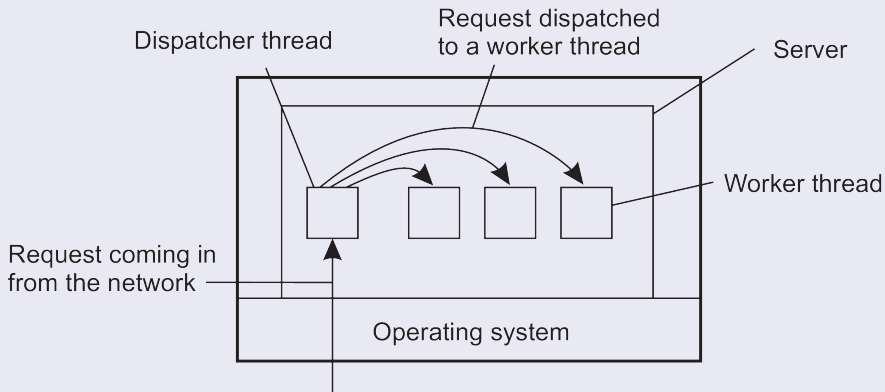 Request dispatched
to a worker thread
Dispatcher thread
Server
Worker thread
Request coming in
from the network
Operating system